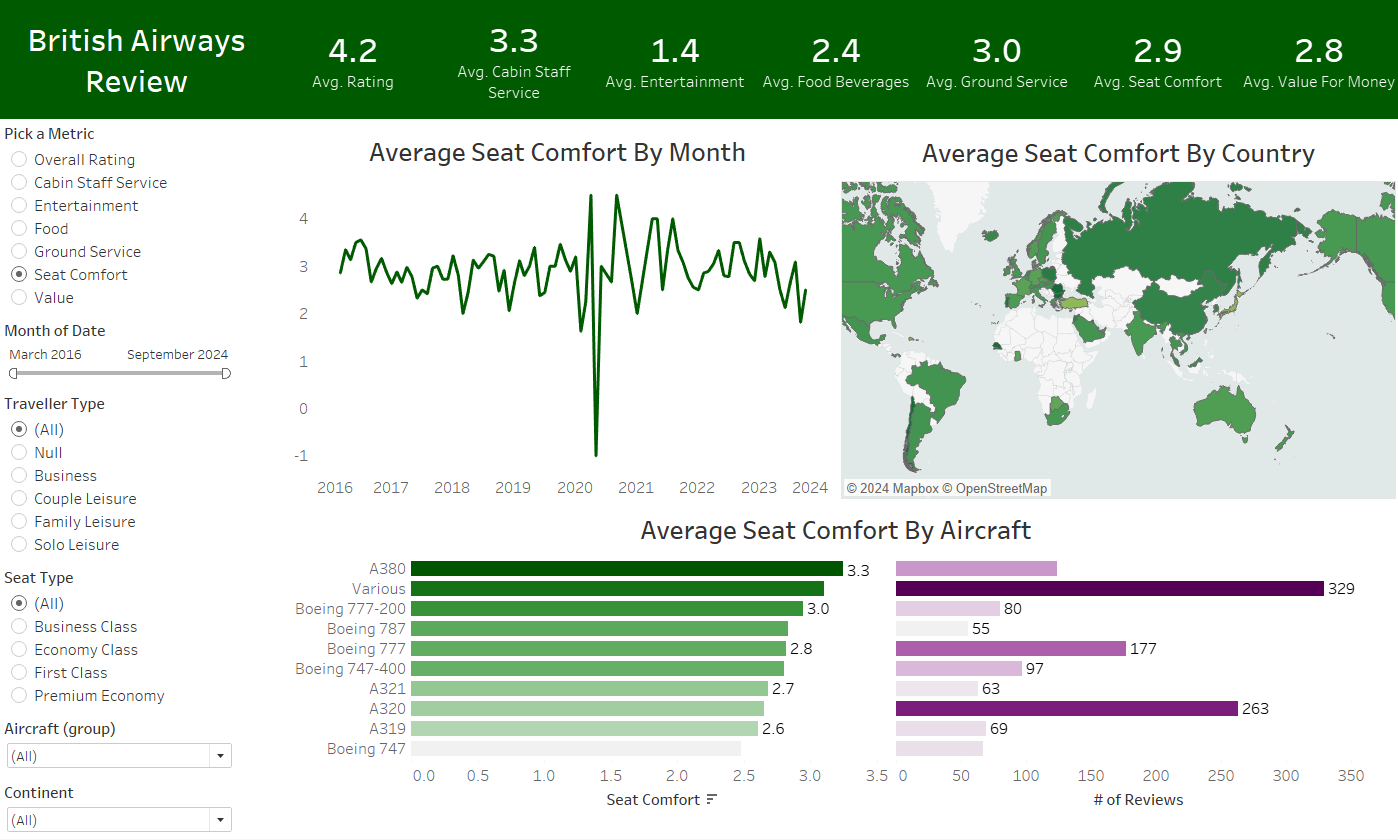 British Airways
Review
4.2
Avg. Rating
3.3
Avg. Cabin Staff
Service
1.4
Avg. Entertainment
2.4
Avg. Food Beverages
3.0
Avg. Ground Service
2.9
Avg. Seat Comfort
2.8
Avg. Value For Money
Pick a Metric
Overall Rating
Cabin Staff Service
Entertainment
Food
Ground Service
Seat Comfort
Value
Month of Date
March 2016 September 2024
Traveller Type
(All)
Null
Business
Couple Leisure
Family Leisure
Solo Leisure
Seat Type
(All)
Business Class
Economy Class
First Class
Premium Economy
Aircraft (group)
(All)
Continent
(All)
Average Seat Comfort By Month
4
3
2
1
0
-1
2016 2017 2018 2019 2020 2021 2022 2023 2024
Average Seat Comfort By Country
© 2024 Mapbox © OpenStreetMap
Average Seat Comfort By Aircraft
A380 3.3
Various 329
Boeing 777-200 3.0 80
Boeing 787 55
Boeing 777 2.8 177
Boeing 747-400 97
A321 2.7 63
A320 263
A319 2.6 69
Boeing 747
0.0 0.5 1.0 1.5 2.0 2.5 3.0 3.5 0 50 100 150 200 250 300 350
Seat Comfort # of Reviews